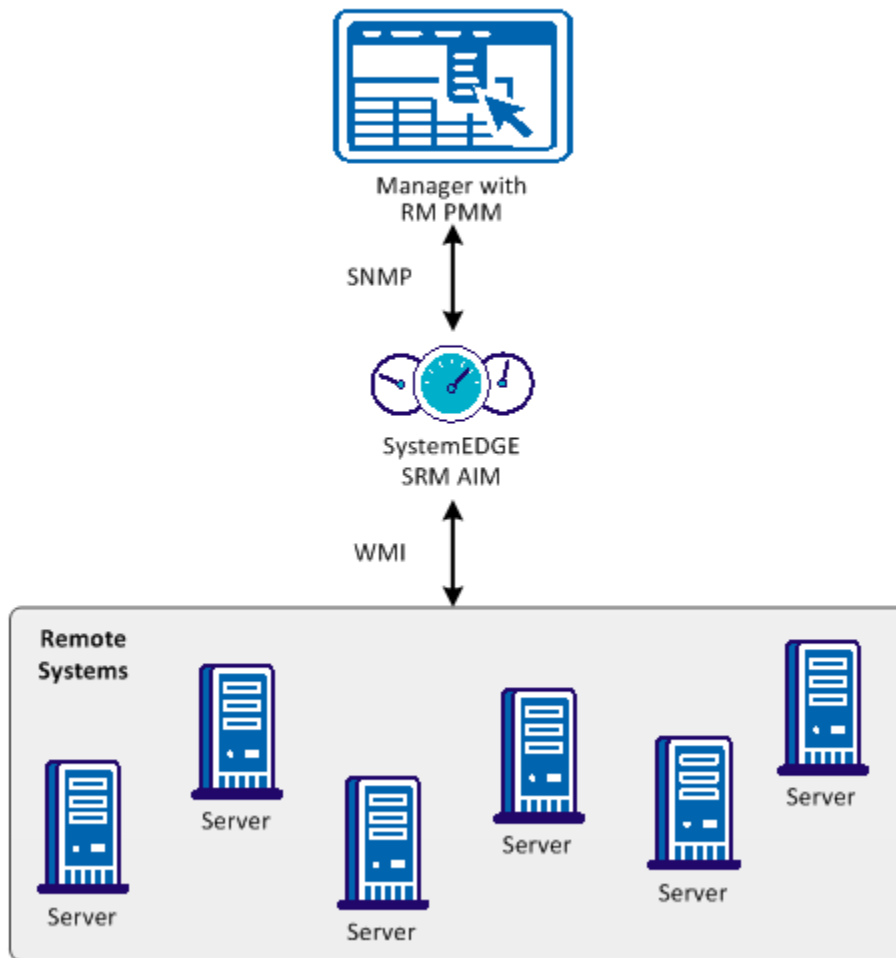 Manager with
RM PMM
SNMP
SystemEDGE
SRM AIM
WMI
Remote
Systems
Server
Server
Server
Server
Server
Server